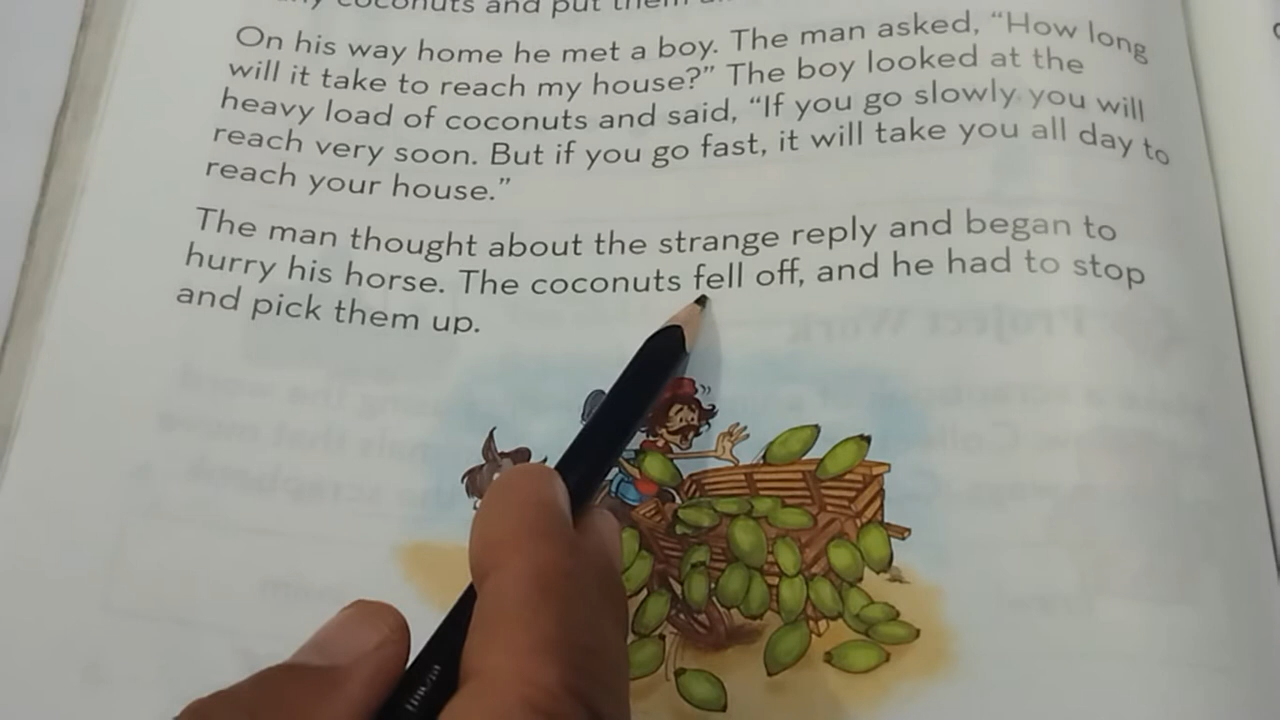 coconuts and put them
On his way home he met a boy. The man asked, “How long
will it take to reach my house?” The boy looked at the
heavy load of coconuts and said, “If you go slowly you will
reach very soon. But if you go fast, it will take you all day to
reach your house.”
The man thought about the strange reply and began to
hurry his horse. The coconuts fell off, and he had to stop
and pick them up.